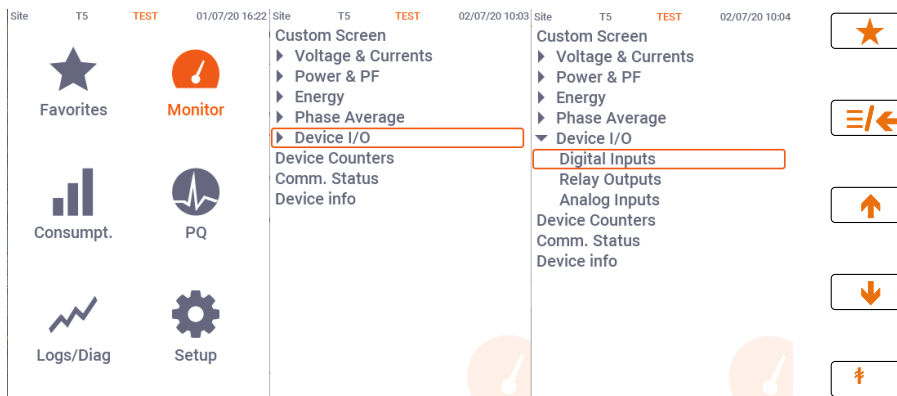 Site T5 TEST 01/07/20 16:22
Favorites Monitor
Consumpt. PQ
Logs/Diag Setup
Site T5 TEST 02/07/20 10:03
Custom Screen
Voltage & Currents
Power & PF
Energy
Phase Average
Device I/O
Device Counters
Comm. Status
Device info
Site T5 TEST 02/07/20 10:04
Custom Screen
Voltage & Currents
Power & PF
Energy
Phase Average
Device I/O
Digital Inputs
Relay Outputs
Analog Inputs
Device Counters
Comm. Status
Device info